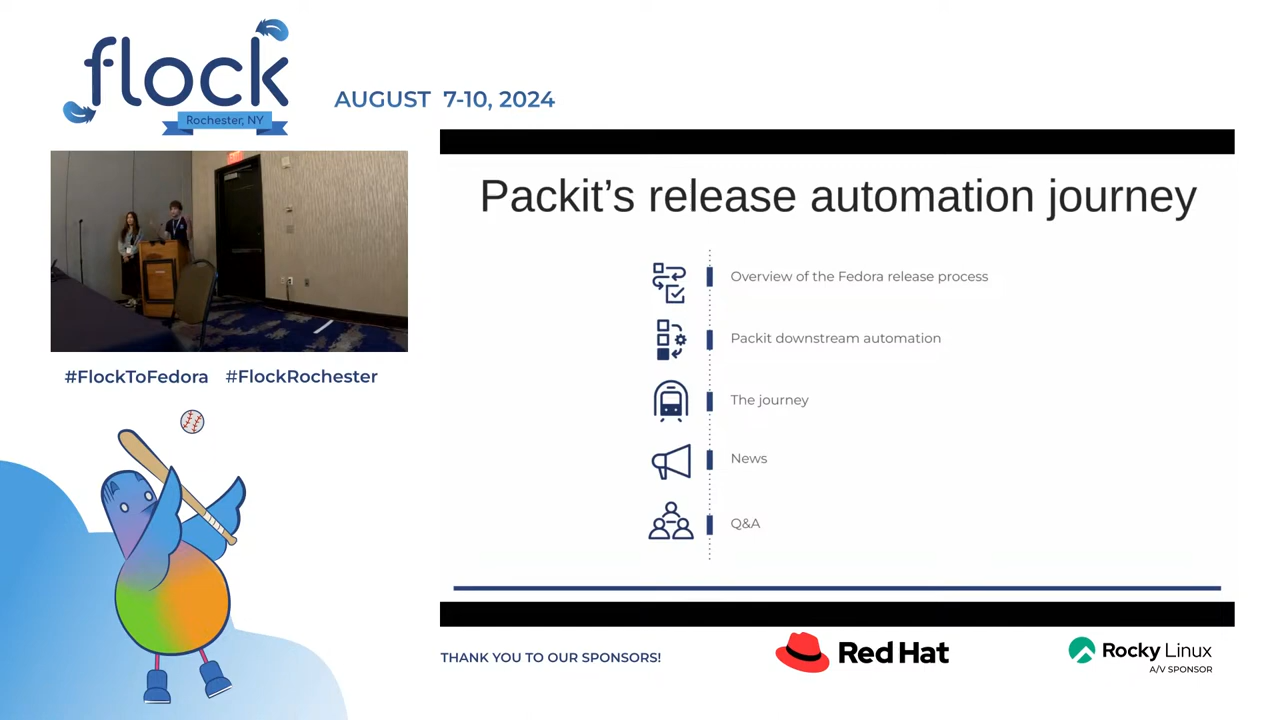 flock
Rochester, NY
AUGUST 7-10, 2024
Packit's release automation journey
Overview of the Fedora release process
Packit downstream automation
The journey
News
Q&A
#FlockToFedora #FlockRochester
THANK YOU TO OUR SPONSORS!
Red Hat
Rocky Linux
A/V SPONSOR